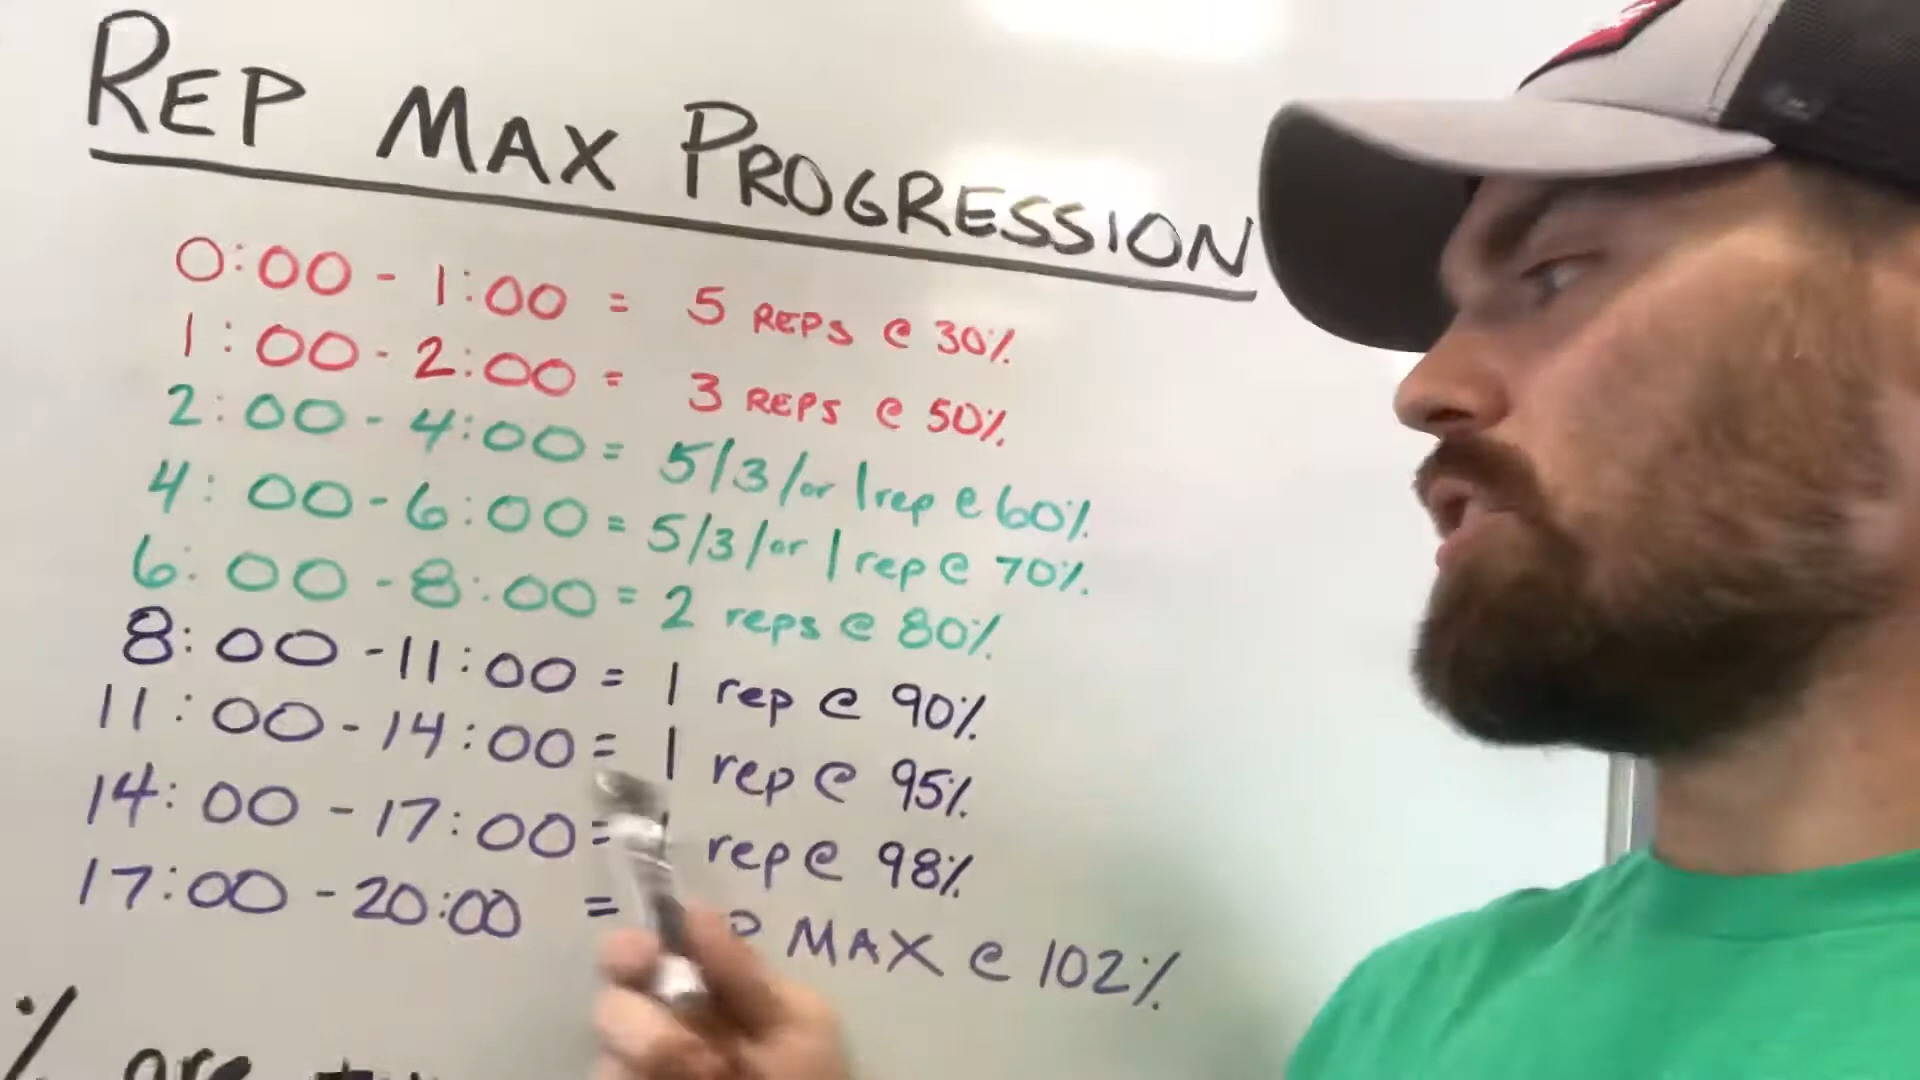 REP MAX PROGRESSION
0:00 - 1:00 = 5 REPS @ 30%
1:00 - 2:00 = 3 REPS @ 50%
2:00 - 4:00 = 5/3/or 1 rep @ 60%
4:00 - 6:00 = 5/3/or 1 rep @ 70%
6:00 - 8:00 = 2 reps @ 80%
8:00 - 11:00 = 1 rep @ 90%
11:00 - 14:00 = 1 rep @ 95%
14:00 - 17:00 = 1 rep @ 98%
17:00 - 20:00 = MAX @ 102%
% are